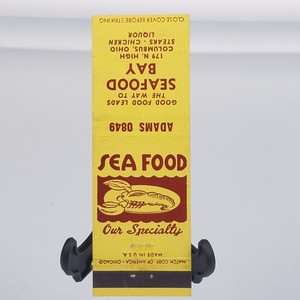 CLOSE COVER BEFORE STRIKING
GOOD FOOD LEADS
THE WAY TO
SEAFOOD
BAY
179 N. HIGH
COLUMBUS, OHIO
STEAKS - CHICKEN
LIQUOR
ADAMS 0849
SEA FOOD
Our Specialty
MADE IN U.S.A.
MATCH CORP. OF AMERICA - CHICAGO